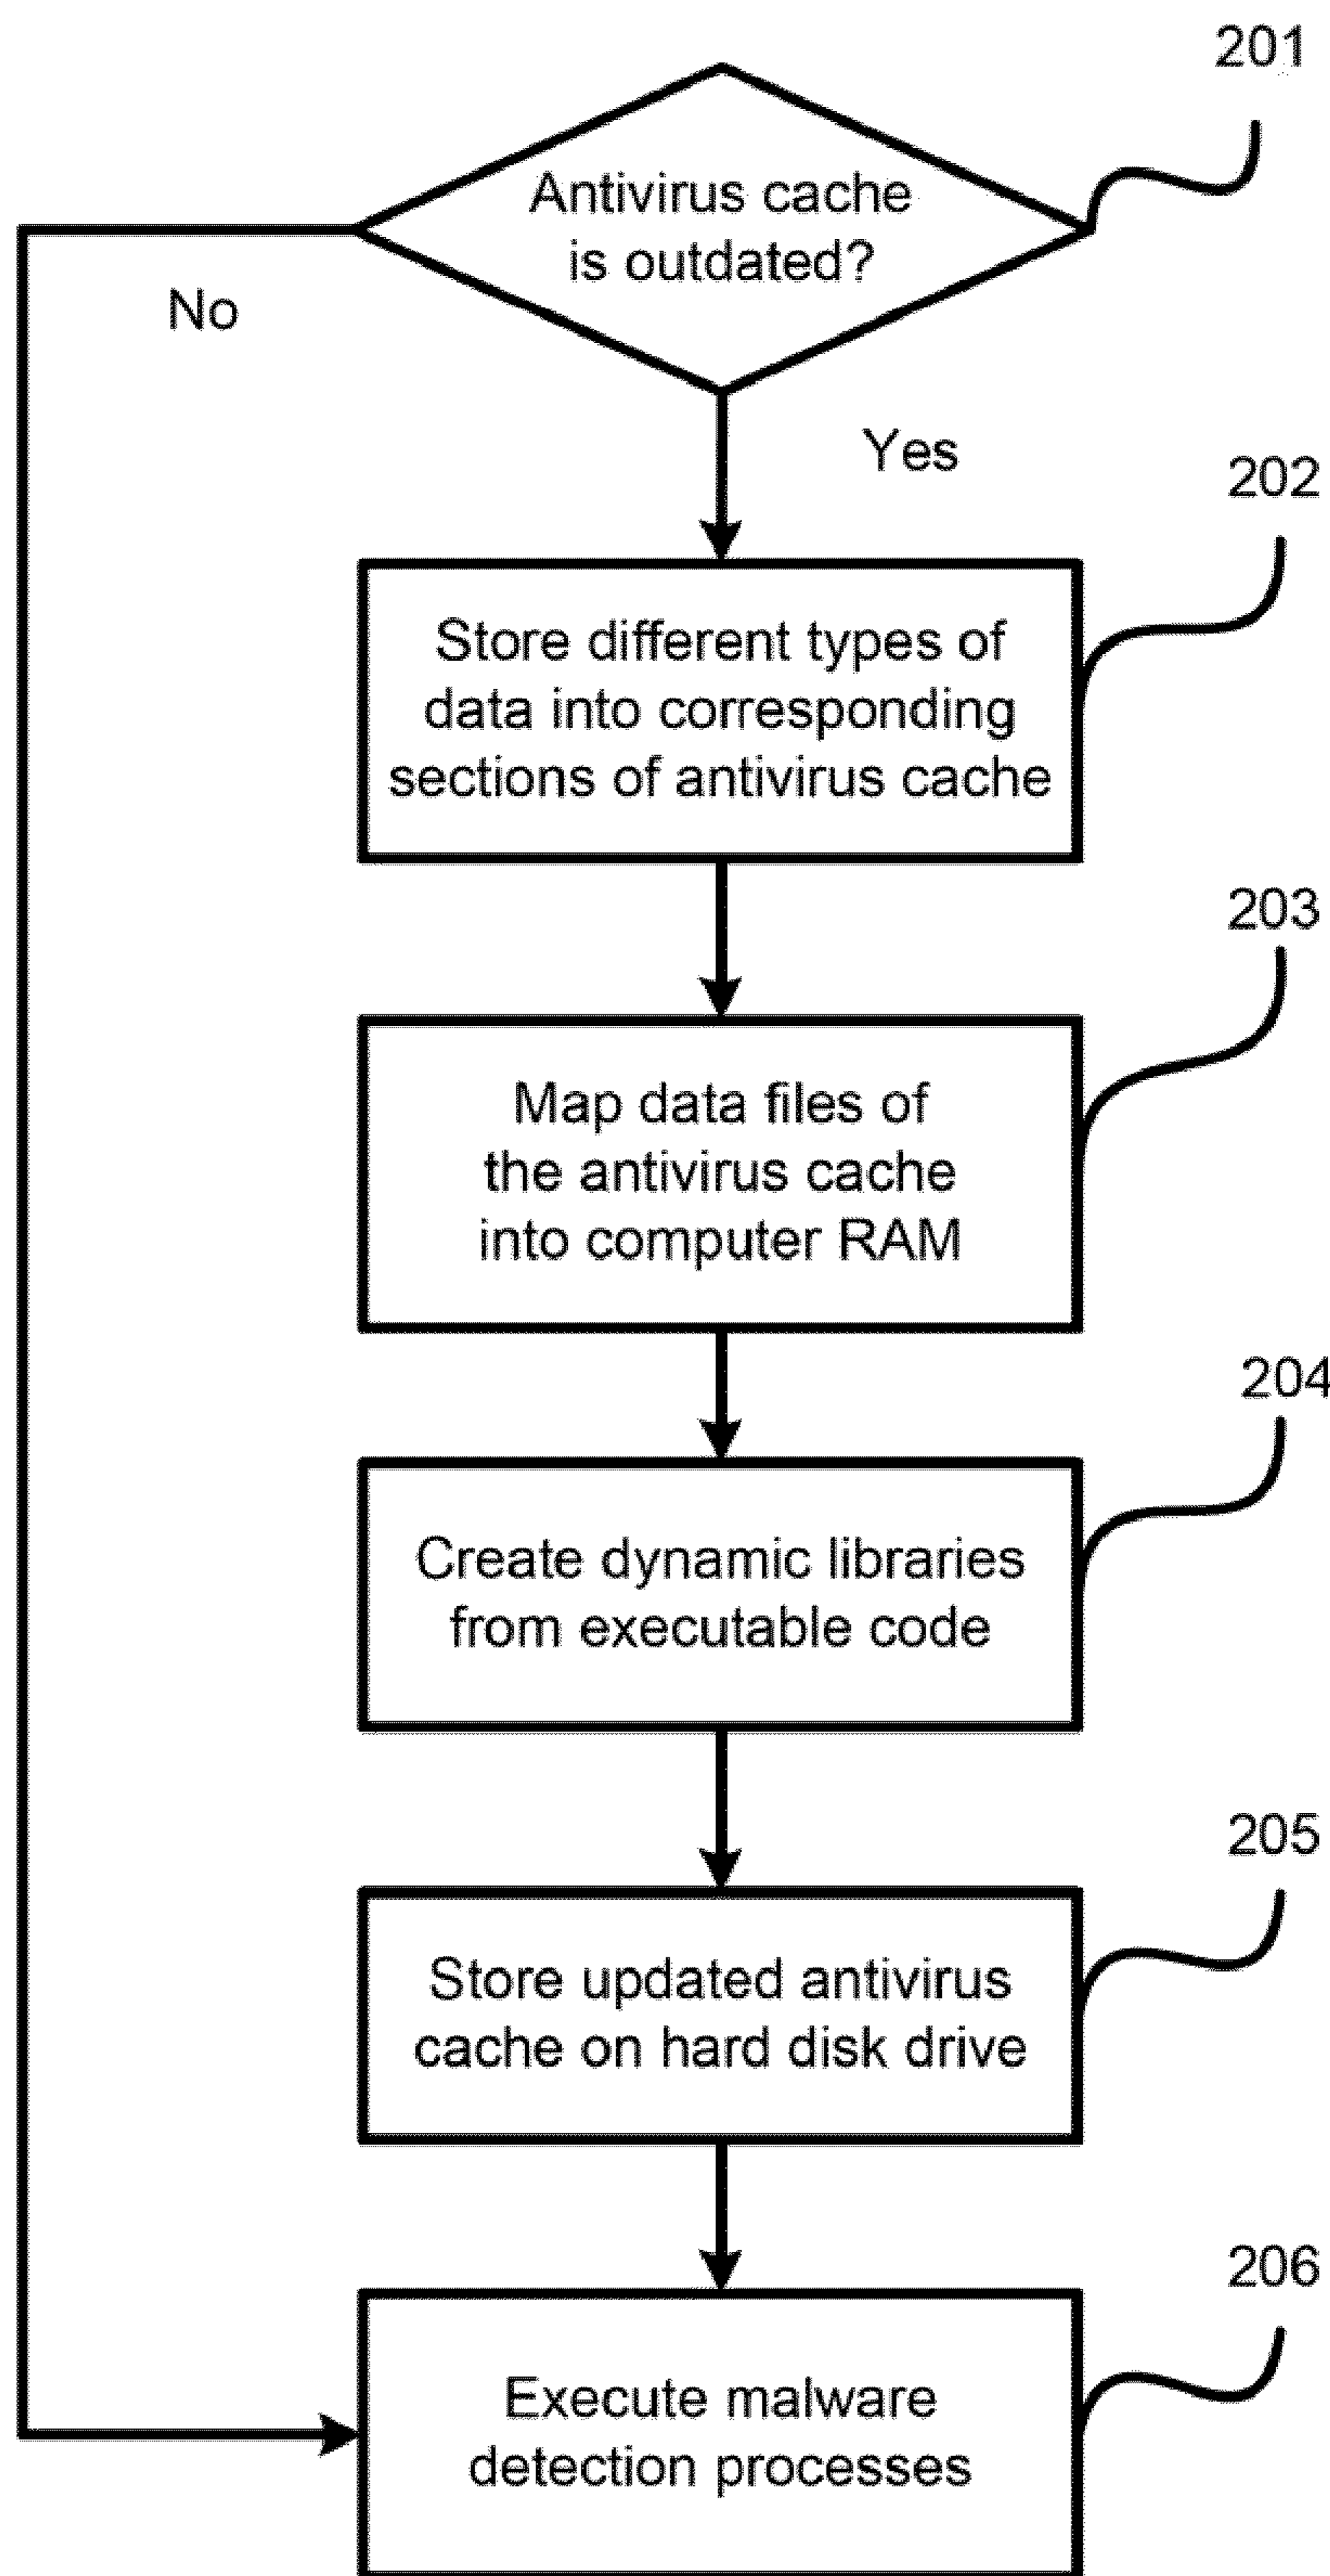 201
Antivirus cache
is outdated?
No
Yes
202
Store different types of
data into corresponding
sections of antivirus cache
203
Map data files of
the antivirus cache
into computer RAM
204
Create dynamic libraries
from executable code
205
Store updated antivirus
cache on hard disk drive
206
Execute malware
detection processes